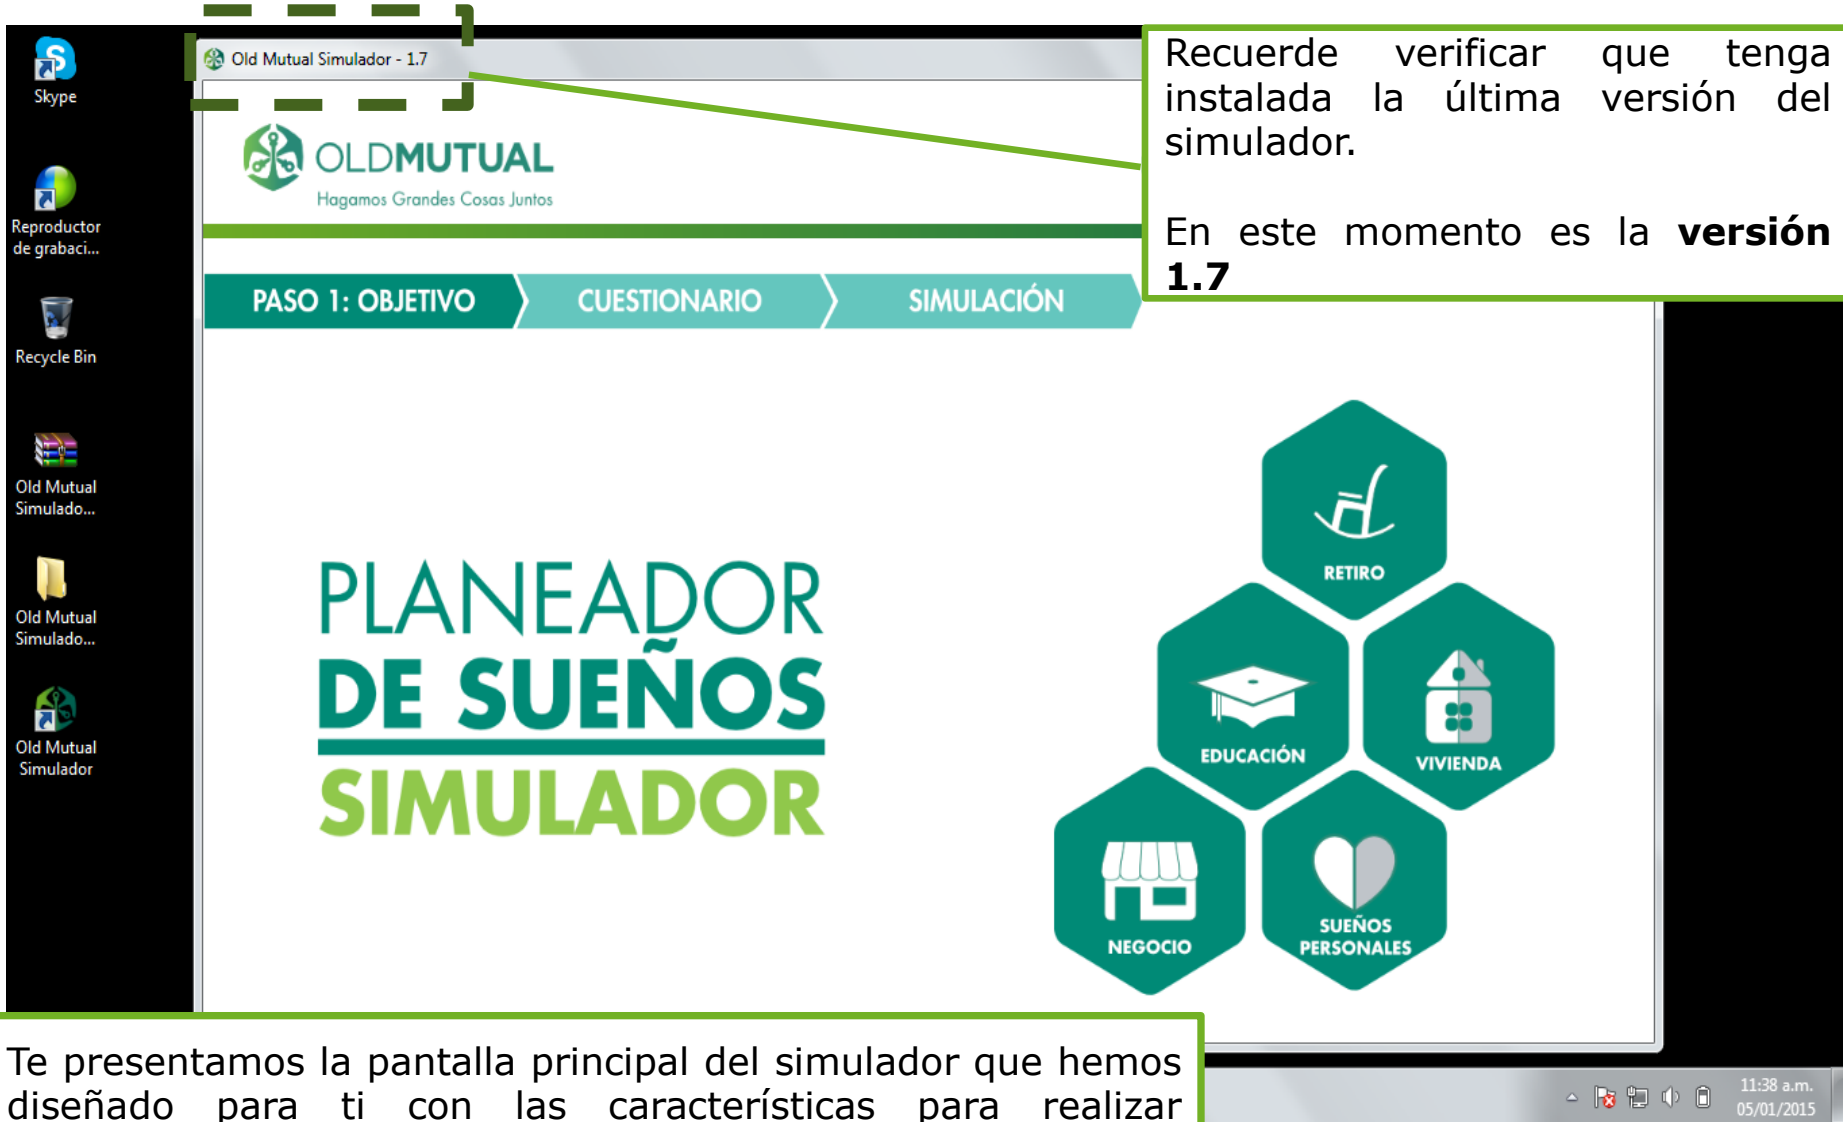 Skype
Reproductor
de grabaci...
Recycle Bin
Old Mutual
Simulado...
Old Mutual
Simulado...
Old Mutual
Simulador
Old Mutual Simulador - 1.7
OLDMUTUAL
Hagamos Grandes Cosas Juntos
Recuerde verificar que tenga
instalada la última versión del
simulador.
En este momento es la versión
1.7
PASO 1: OBJETIVO
CUESTIONARIO
SIMULACIÓN
PLANEADOR
DE SUEÑOS
SIMULADOR
RETIRO
EDUCACIÓN
VIVIENDA
NEGOCIO
SUEÑOS
PERSONALES
Te presentamos la pantalla principal del simulador que hemos
diseñado para ti con las características para realizar
11:38 a.m.
05/01/2015